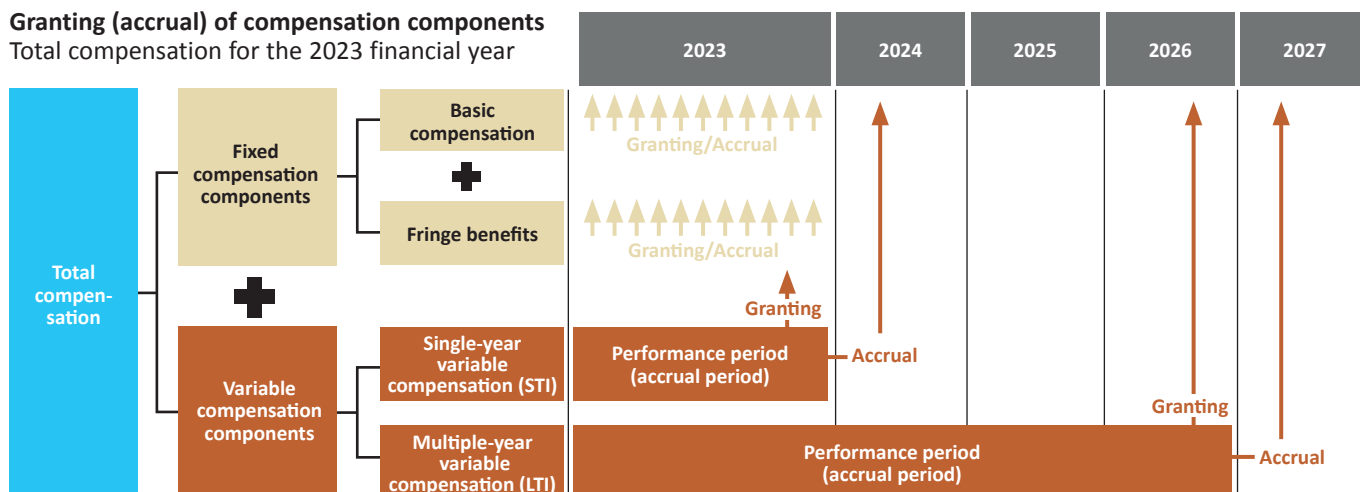 Granting (accrual) of compensation components
Total compensation for the 2023 financial year
2023
2024
2025
2026
2027
Total
compen-
sation
Fixed
compensation
components
Basic
compensation
Granting/Accrual
Fringe benefits
Granting/Accrual
Variable
compensation
components
Single-year
variable
compensation (STI)
Granting
Performance period
(accrual period)
Accrual
Multiple-year
variable
compensation (LTI)
Granting
Performance period
(accrual period)
Accrual